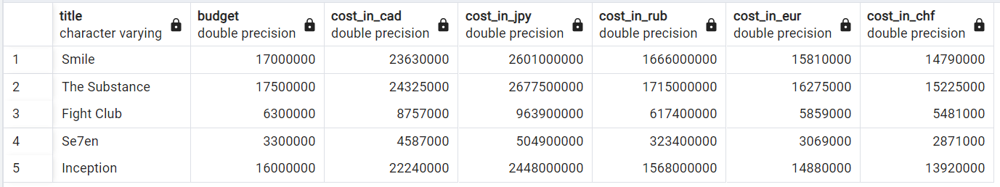 title budget cost_in_cad cost_in_jpy cost_in_rub cost_in_eur cost_in_chf
character varying double precision double precision double precision double precision double precision double precision
1 Smile 17000000 23630000 2601000000 1666000000 15810000 14790000
2 The Substance 17500000 24325000 2677500000 1715000000 16275000 15225000
3 Fight Club 6300000 8757000 963900000 617400000 5859000 5481000
4 Se7en 3300000 4587000 504900000 323400000 3069000 2871000
5 Inception 16000000 22240000 2448000000 1568000000 14880000 13920000